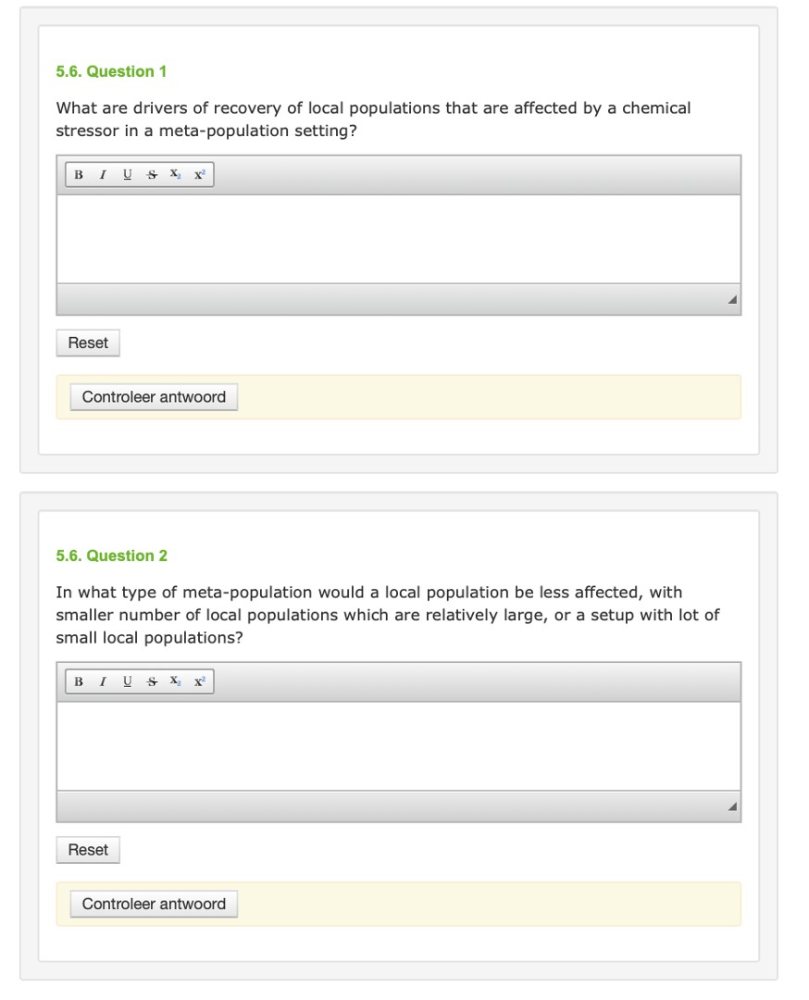 5.6. Question 1
What are drivers of recovery of local populations that are affected by a chemical
stressor in a meta-population setting?
B I U S X₂ X²
Reset
Controleer antwoord
5.6. Question 2
In what type of meta-population would a local population be less affected, with
smaller number of local populations which are relatively large, or a setup with lot of
small local populations?
B I U S X₂ X²
Reset
Controleer antwoord